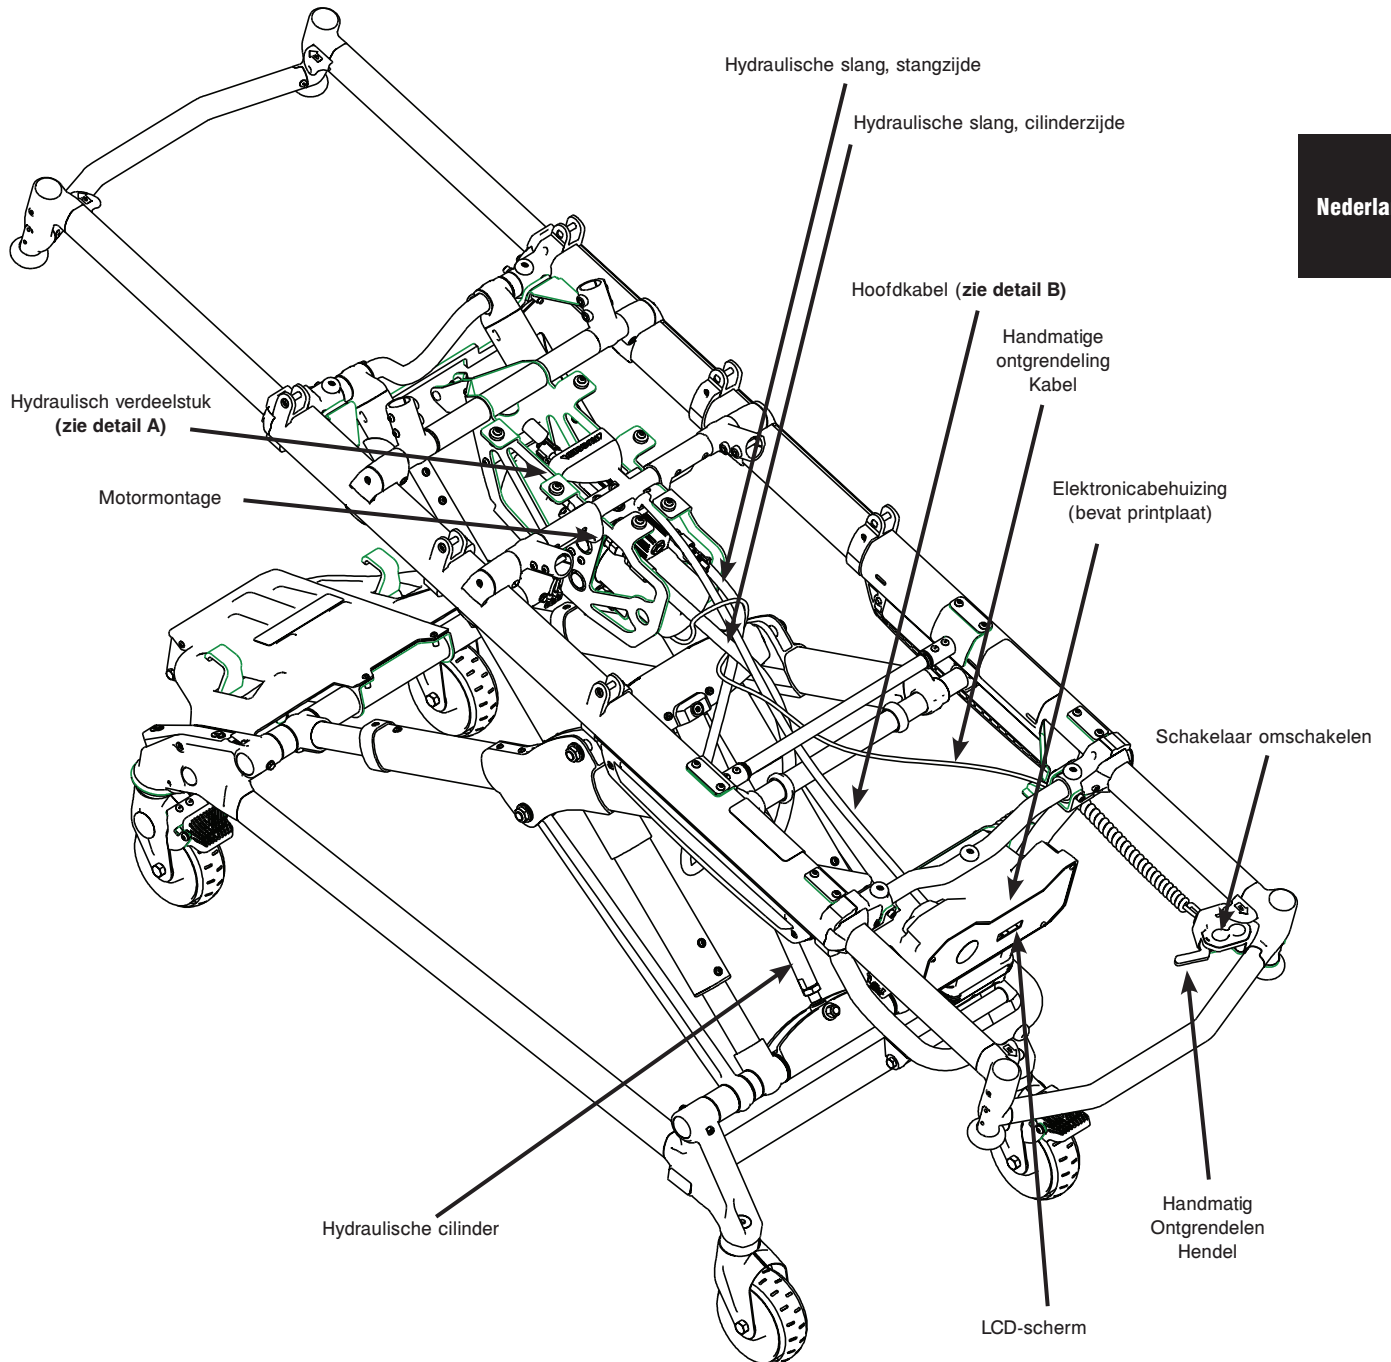 Hydraulische slang, stangzijde
Hydraulische slang, cilinderzijde
Nederla
Hoofdkabel (zie detail B)
Handmatige
ontgrendeling
Kabel
Hydraulisch verdeelstuk
(zie detail A)
Motormontage
Elektronicabehuizing
(bevat printplaat)
Schakelaar omschakelen
Hydraulische cilinder
Handmatig
Ontgrendelen
Hendel
LCD-scherm